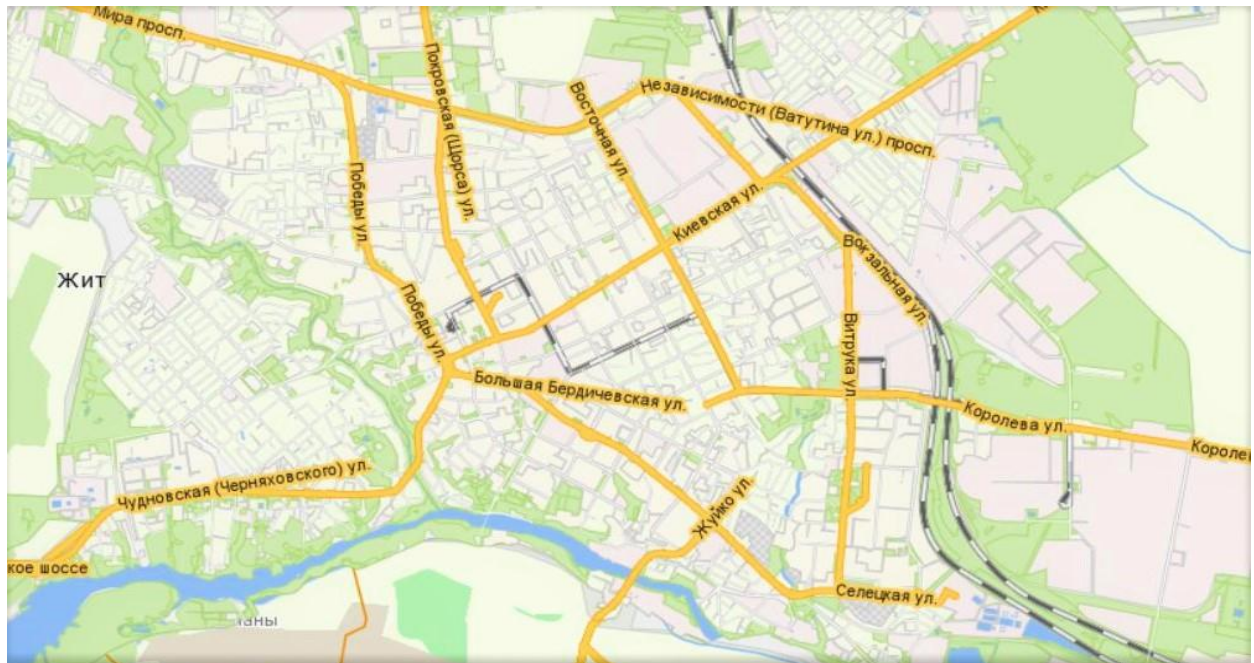 Мира просп.
Покровская (Щорса) ул.
Восточная ул.
Независимости (Ватутина ул.) просп.
Победы ул.
Киевская ул.
Вокзальная ул.
Жит
Победы ул.
Витрука ул
Большая Бердичевская ул.
Королева ул.
Королев
Чудновская (Черняховского) ул.
Жуйко ул.
кое шоссе
Селецкая ул.